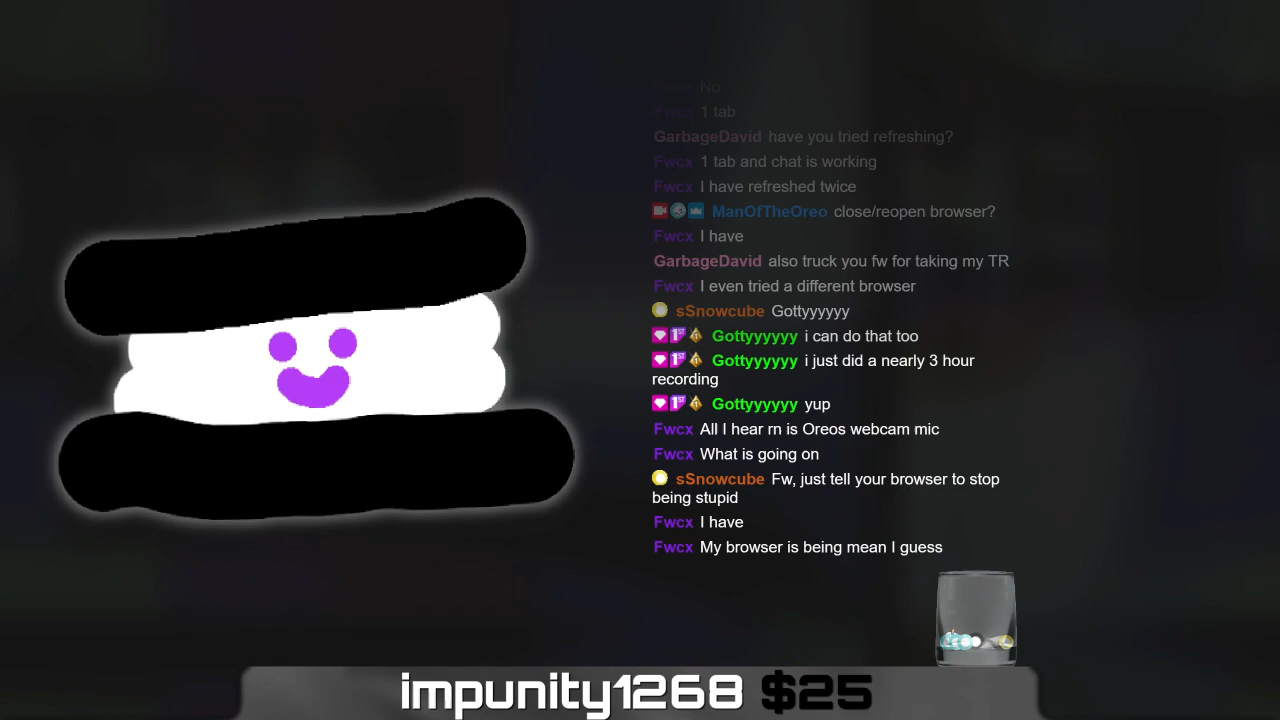 No
Fwcx 1 tab
GarbageDavid have you tried refreshing?
Fwcx 1 tab and chat is working
Fwcx I have refreshed twice
ManOfTheOreo close/reopen browser?
Fwcx I have
GarbageDavid also truck you fw for taking my TR
Fwcx I even tried a different browser
sSnowcube Gottyyyyyy
Gottyyyyyy i can do that too
Gottyyyyyy i just did a nearly 3 hour
recording
Gottyyyyyy yup
Fwcx All I hear rn is Oreos webcam mic
Fwcx What is going on
sSnowcube Fw, just tell your browser to stop
being stupid
Fwcx I have
Fwcx My browser is being mean I guess
impunity1268 $25